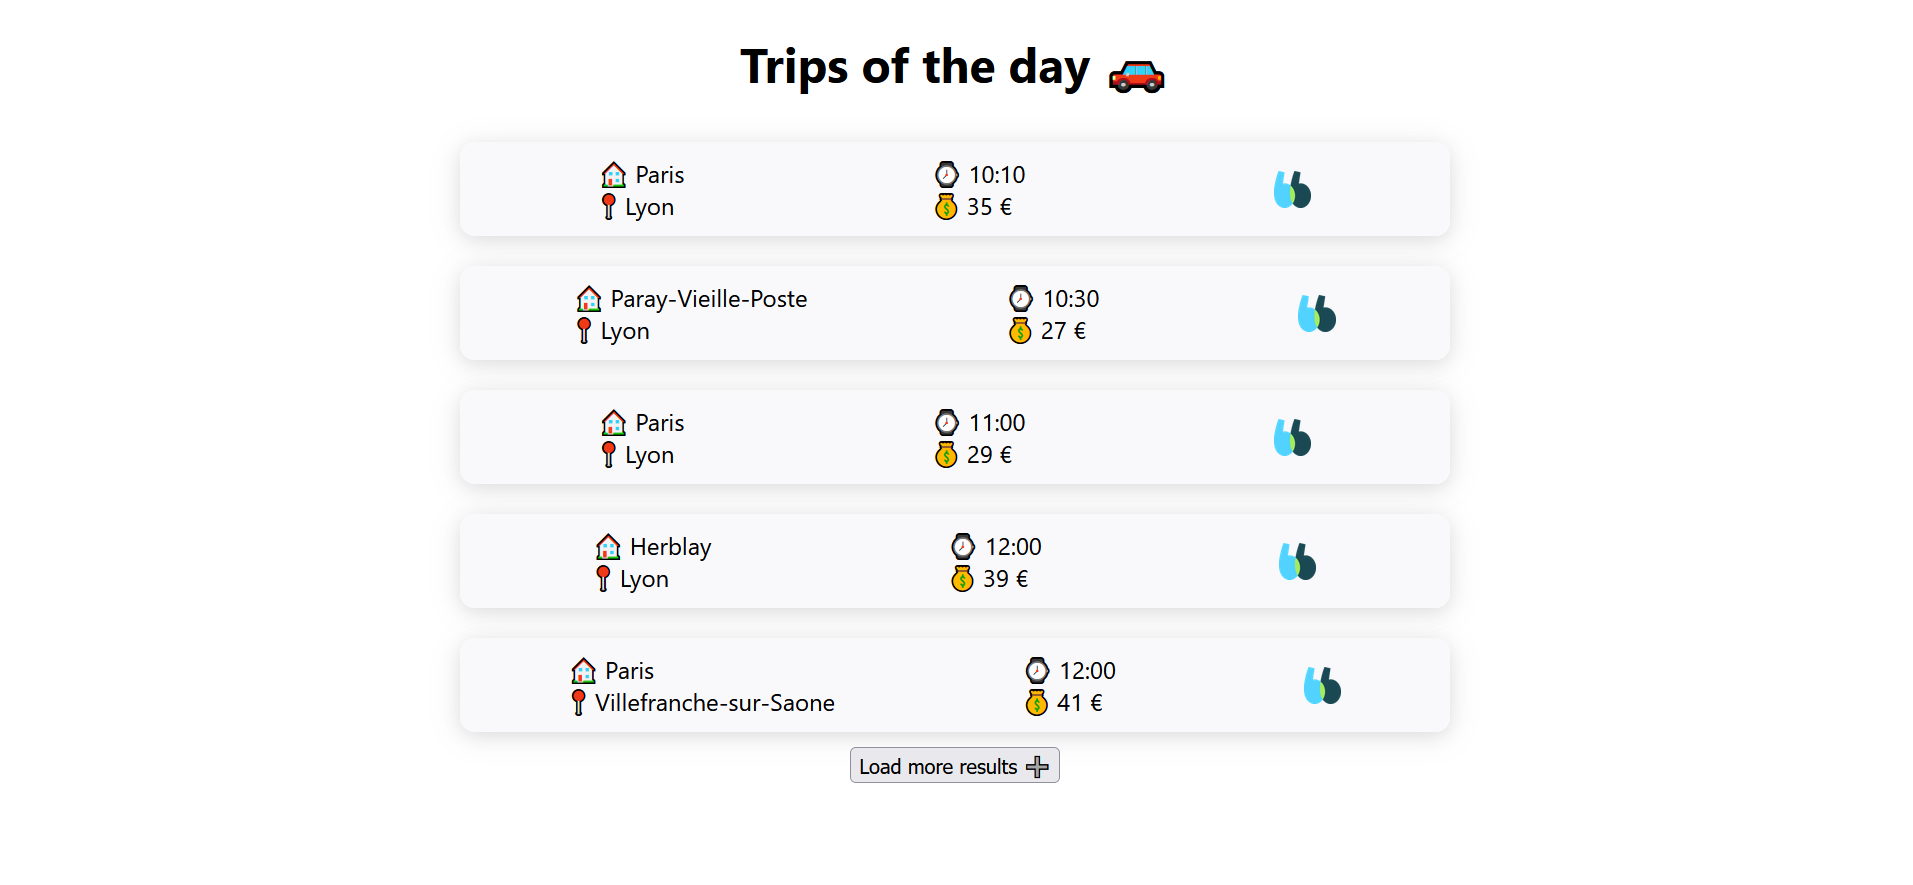 Trips of the day 🚗
🏠 Paris
📍 Lyon
⌚ 10:10
💰 35 €
🏠 Paray-Vieille-Poste
📍 Lyon
⌚ 10:30
💰 27 €
🏠 Paris
📍 Lyon
⌚ 11:00
💰 29 €
🏠 Herblay
📍 Lyon
⌚ 12:00
💰 39 €
🏠 Paris
📍 Villefranche-sur-Saone
⌚ 12:00
💰 41 €
Load more results ➕